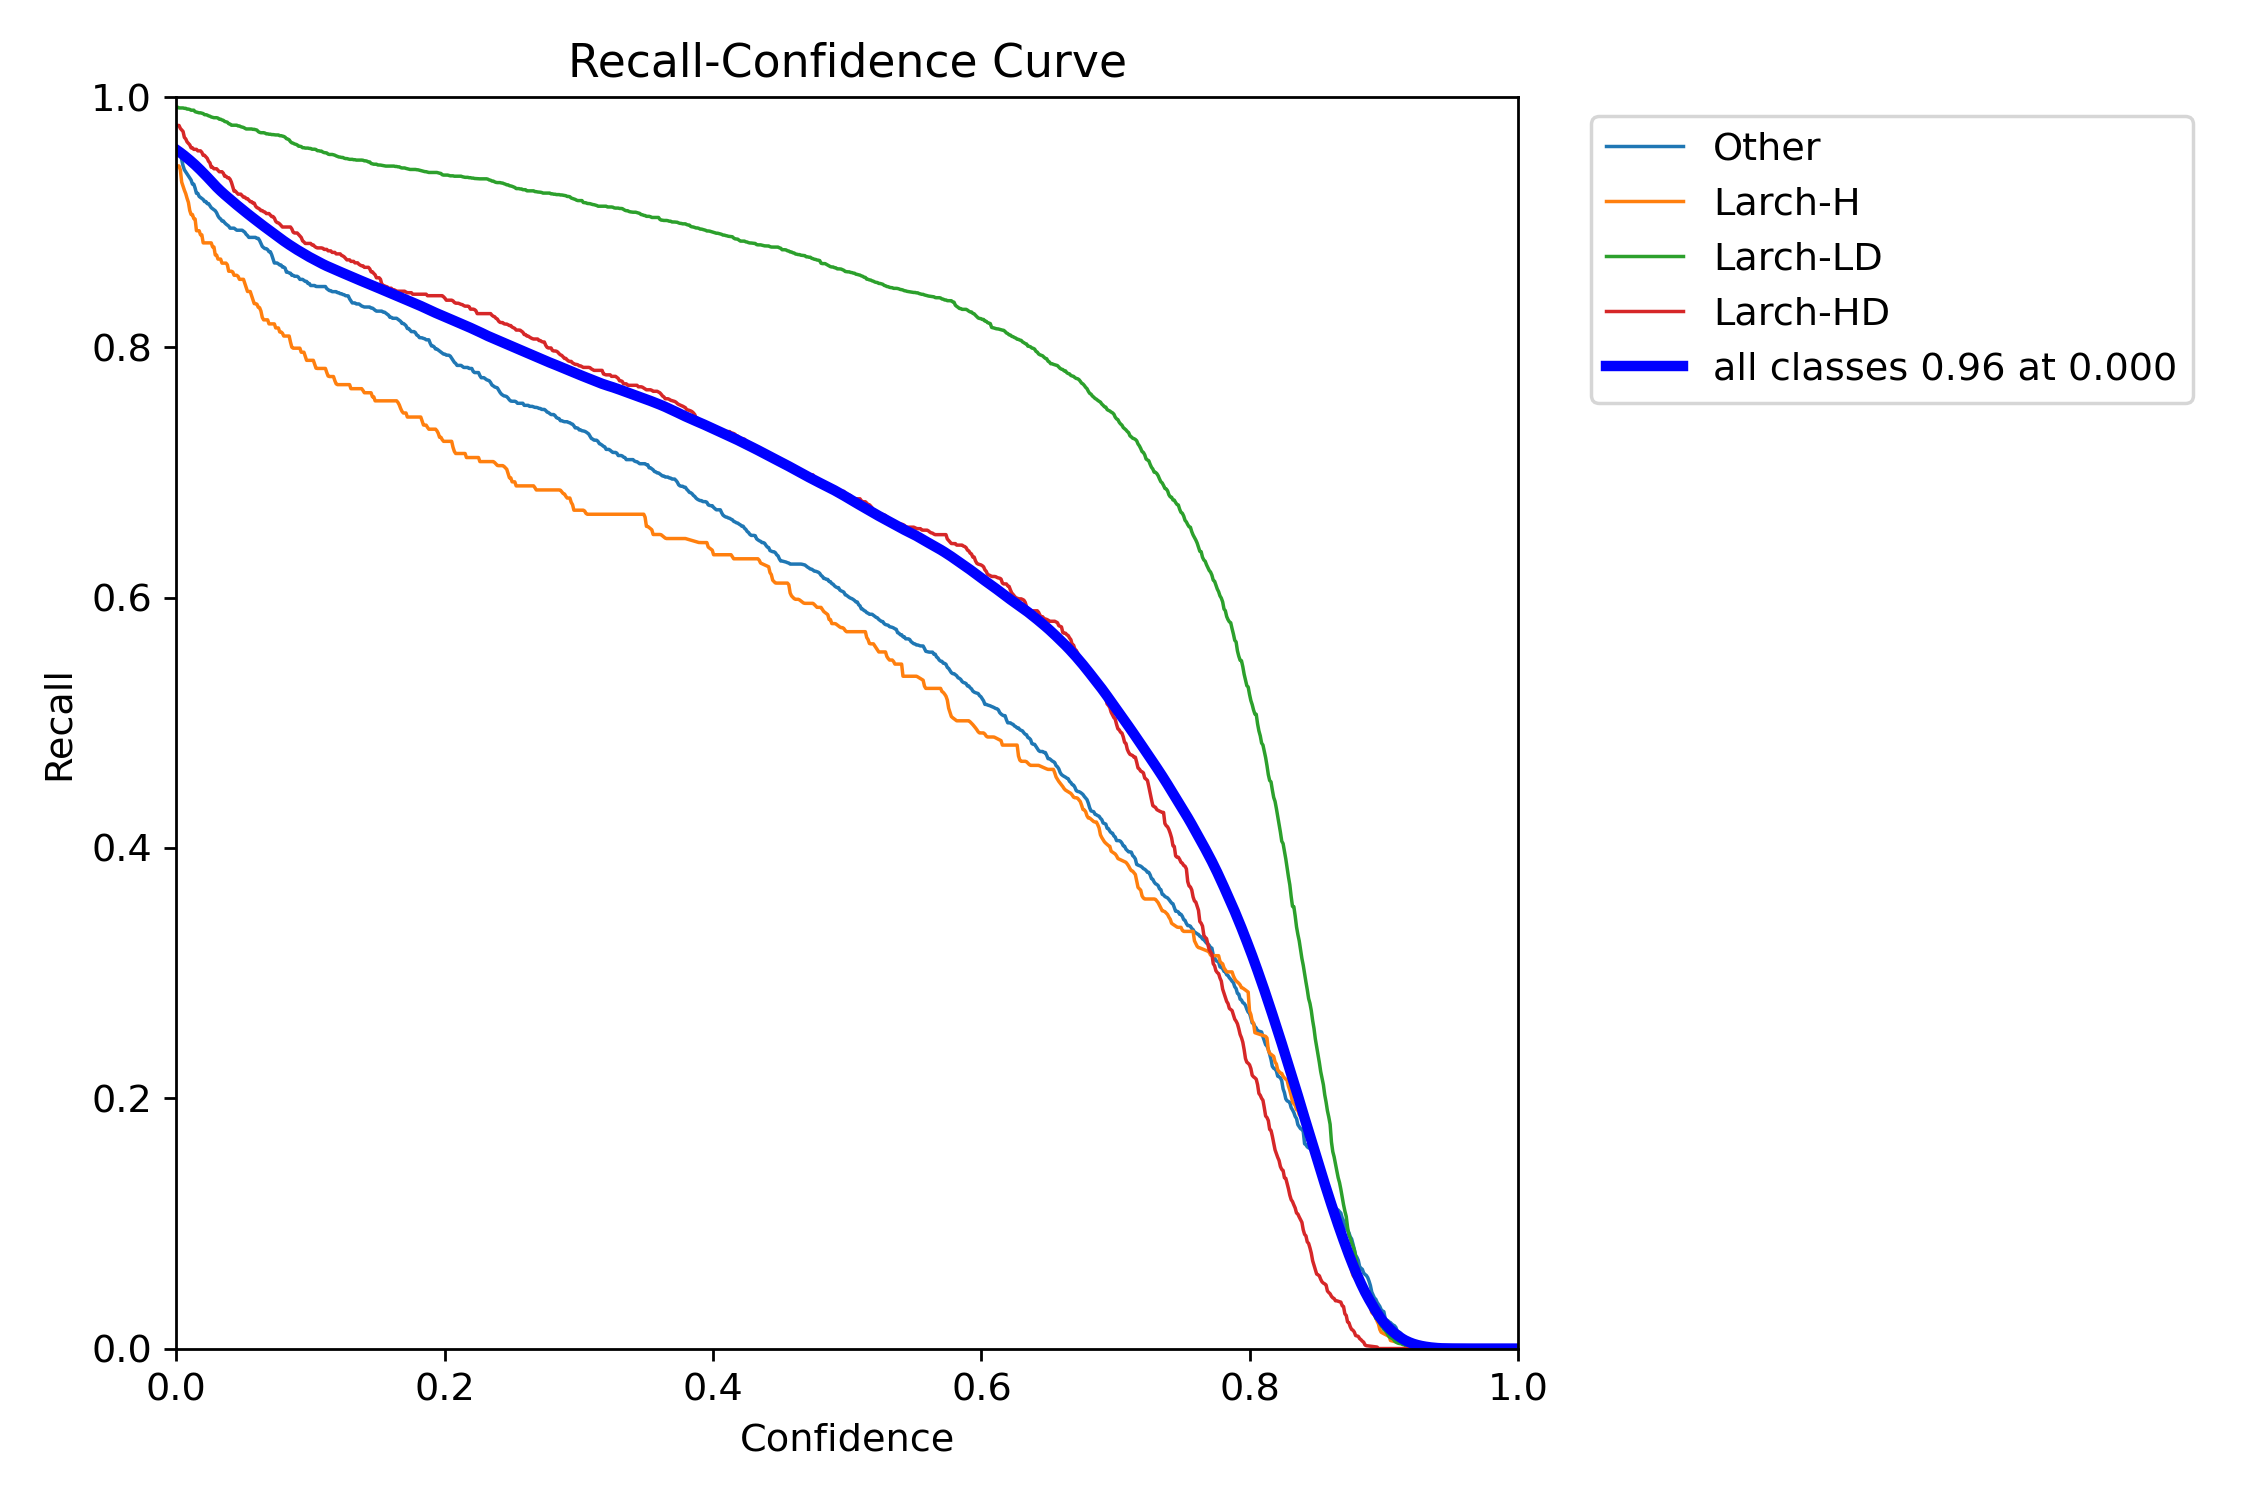 Recall-Confidence Curve
1.0
0.8
0.6
0.4
0.2
0.0
Recall
0.0 0.2 0.4 0.6 0.8 1.0
Confidence
Other
Larch-H
Larch-LD
Larch-HD
all classes 0.96 at 0.000